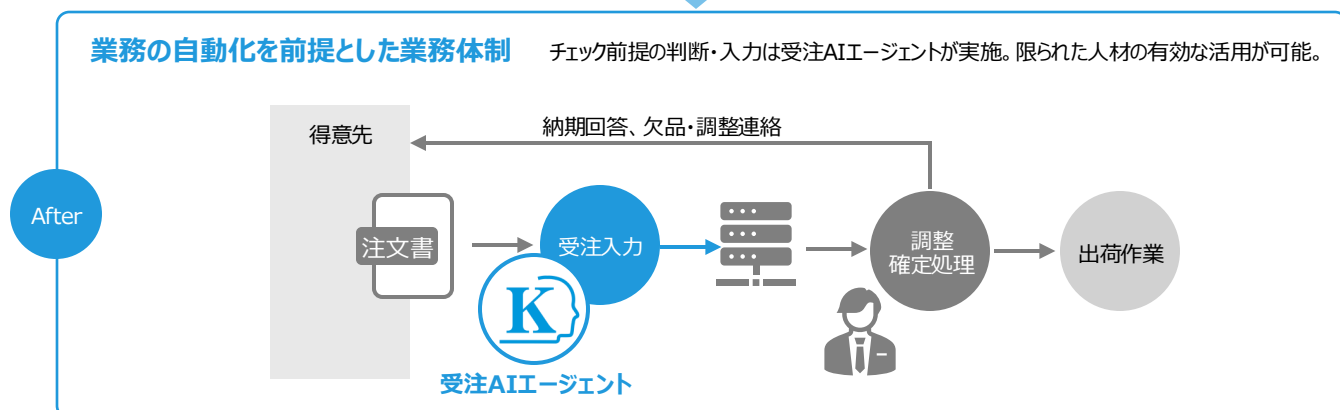 業務の自動化を前提とした業務体制
チェック前提の判断・入力は受注AIエージェントが実施。限られた人材の有効な活用が可能。
納期回答、欠品・調整連絡
得意先
After
注文書
受注入力
調整
確定処理
出荷作業
K
受注AIエージェント